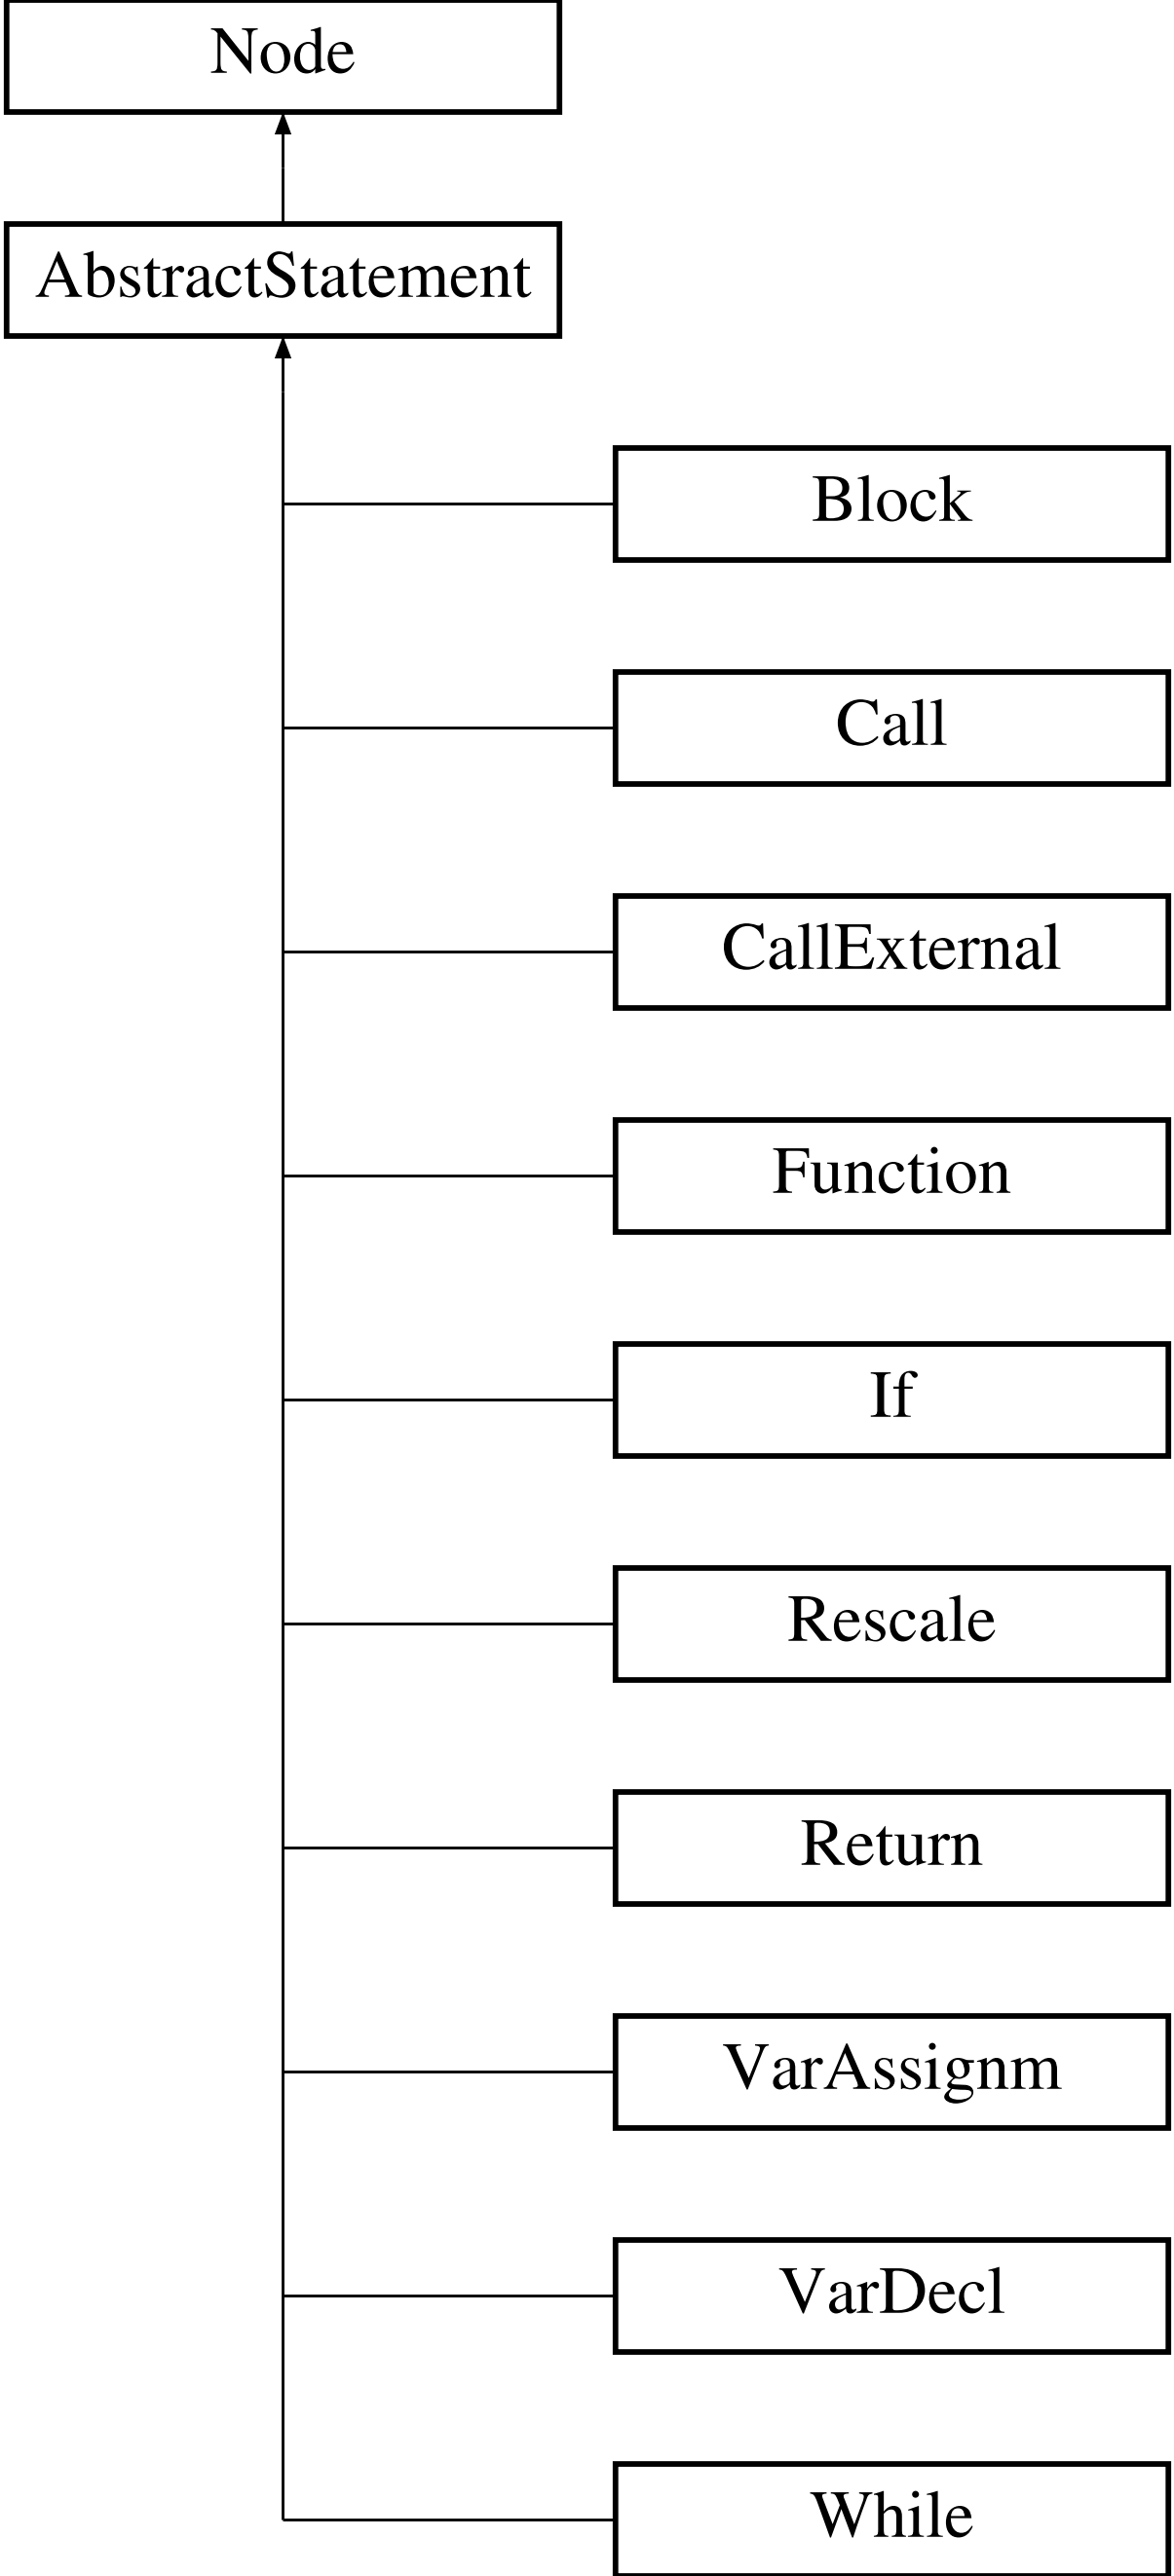 Node
AbstractStatement
Block
Call
CallExternal
Function
If
Rescale
Return
VarAssignm
VarDecl
While